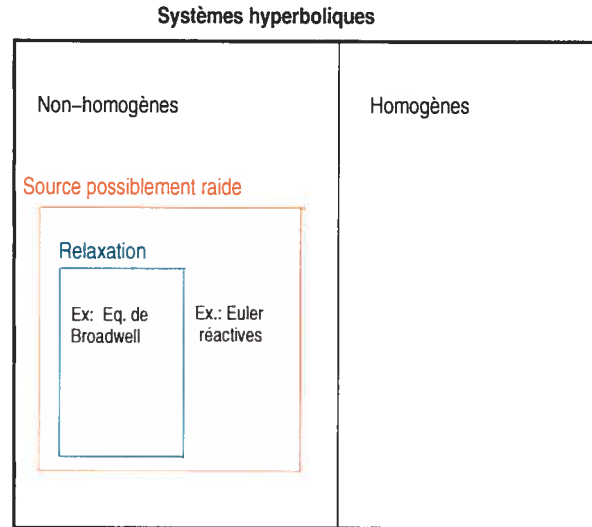 Systèmes hyperboliques
Non-homogènes
Homogènes
Source possiblement raide
Relaxation
Ex: Eq. de
Broadwell
Ex.: Euler
réactives